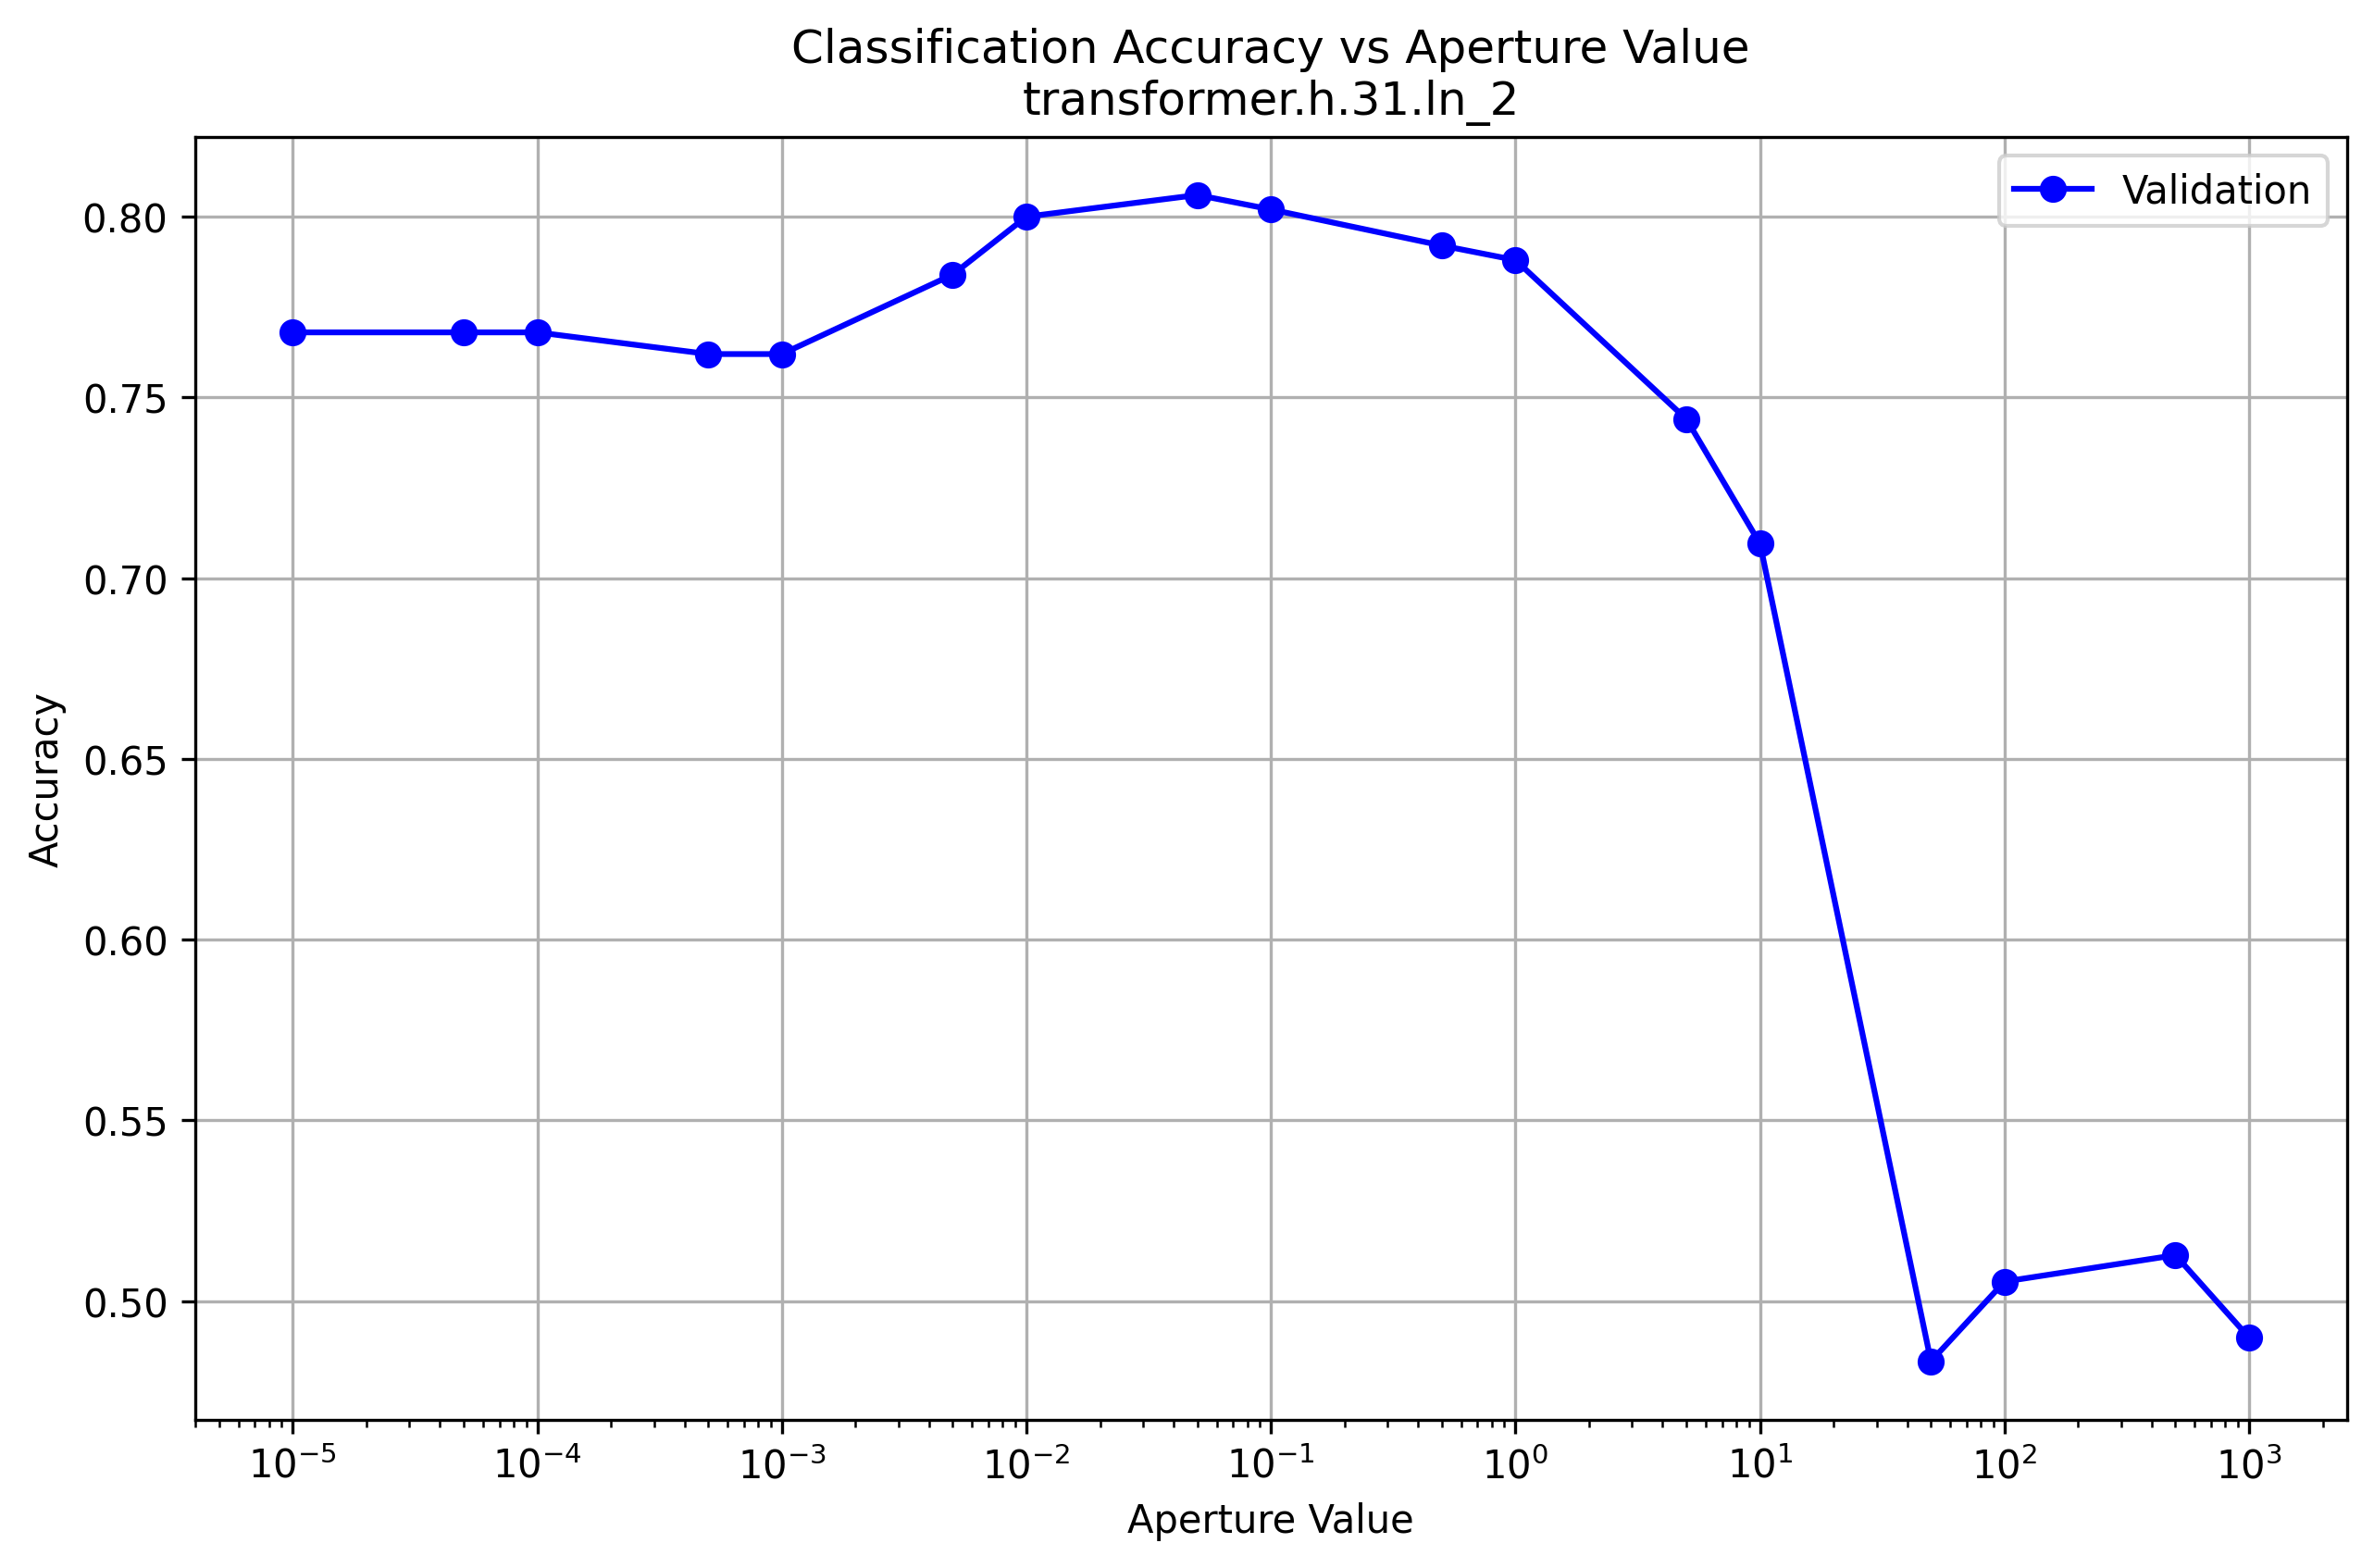 Classification Accuracy vs Aperture Value
transformer.h.31.ln_2
Validation
Accuracy
0.80
0.75
0.70
0.65
0.60
0.55
0.50
10⁻⁵ 10⁻⁴ 10⁻³ 10⁻² 10⁻¹ 10⁰ 10¹ 10² 10³
Aperture Value